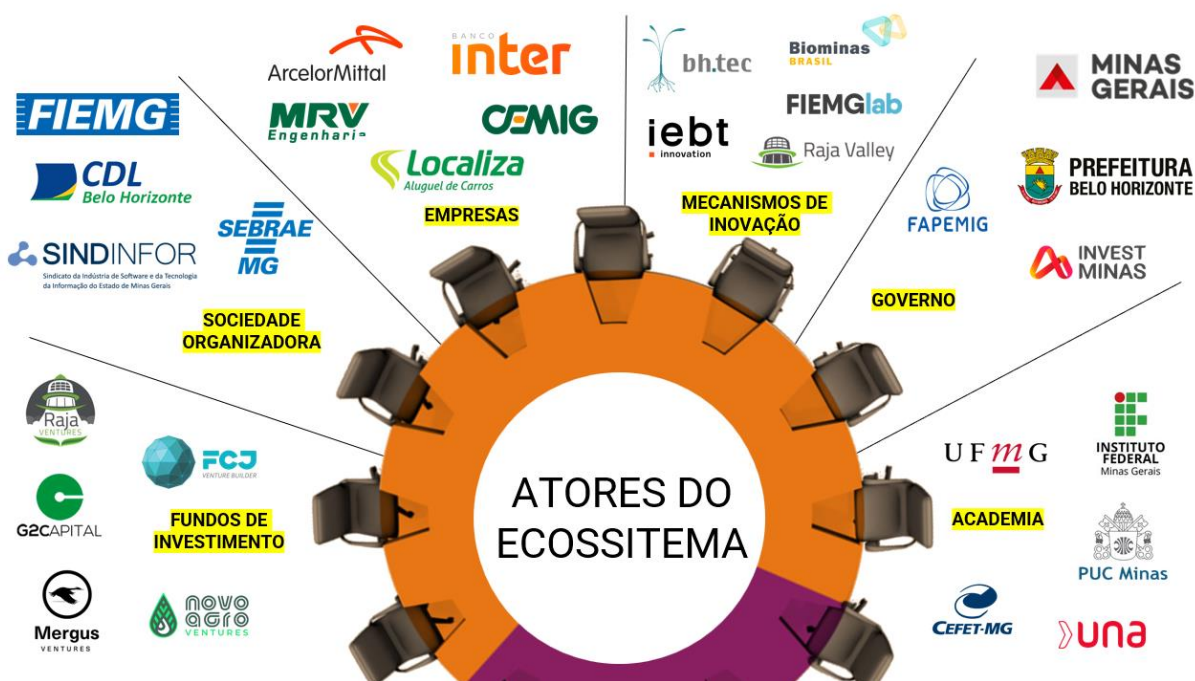 FIEMG
CDL
Belo Horizonte
SINDINFOR
Sindicato da Indústria de Software e da Tecnologia
da Informação do Estado de Minas Gerais
SEBRAE
MG
SOCIEDADE
ORGANIZADORA
ArcelorMittal
BANCO
inter
MRV
Engenharia
CEMIG
Localiza
Aluguel de Carros
EMPRESAS
bh.tec
Biominas
BRASIL
FIEMGlab
iebt
innovation
Raja Valley
MECANISMOS DE
INOVAÇÃO
MINAS
GERAIS
PREFEITURA
BELO HORIZONTE
FAPEMIG
INVEST
MINAS
GOVERNO
Raja
VENTURES
FCJ
VENTURE BUILDER
G2CAPITAL
FUNDOS DE
INVESTIMENTO
Mergus
VENTURES
novo
agro
VENTURES
ATORES DO
ECOSSITEMA
UFmG
INSTITUTO
FEDERAL
Minas Gerais
ACADEMIA
PUC Minas
CEFET-MG
una